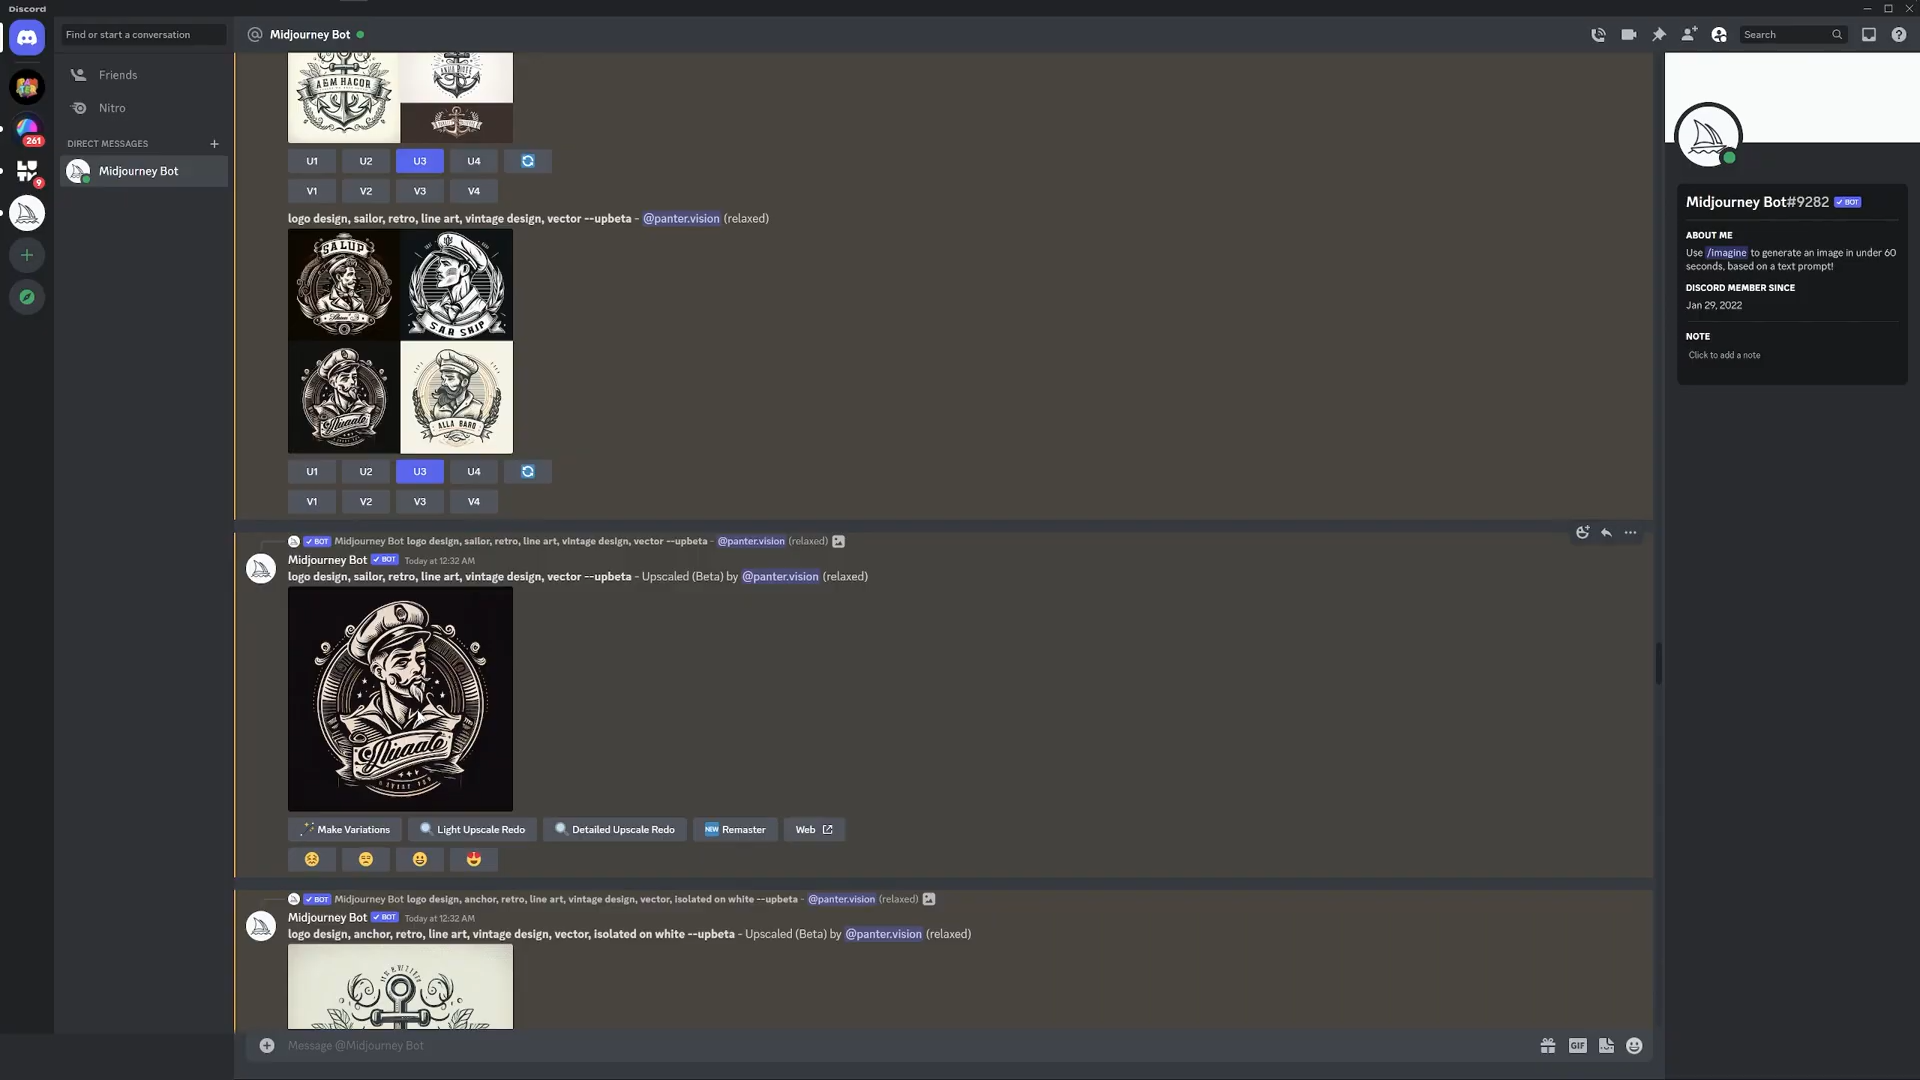 Discord
Find or start a conversation
Midjourney Bot
Search
Friends
Nitro
DIRECT MESSAGES
Midjourney Bot
261
9
A&M HACOR
U1 U2 U3 U4
V1 V2 V3 V4
logo design, sailor, retro, line art, vintage design, vector --upbeta - @panter.vision (relaxed)
SALUP
SAR SHIP
ALLA BARO
U1 U2 U3 U4
V1 V2 V3 V4
BOT Midjourney Bot logo design, sailor, retro, line art, vintage design, vector --upbeta - @panter.vision (relaxed)
Midjourney Bot BOT Today at 12:32 AM
logo design, sailor, retro, line art, vintage design, vector --upbeta - Upscaled (Beta) by @panter.vision (relaxed)
Make Variations Light Upscale Redo Detailed Upscale Redo NEW Remaster Web
BOT Midjourney Bot logo design, anchor, retro, line art, vintage design, vector, isolated on white --upbeta - @panter.vision (relaxed)
Midjourney Bot BOT Today at 12:32 AM
logo design, anchor, retro, line art, vintage design, vector, isolated on white --upbeta - Upscaled (Beta) by @panter.vision (relaxed)
Message @Midjourney Bot
GIF
Midjourney Bot#9282 BOT
ABOUT ME
Use /imagine to generate an image in under 60
seconds, based on a text prompt!
DISCORD MEMBER SINCE
Jan 29, 2022
NOTE
Click to add a note